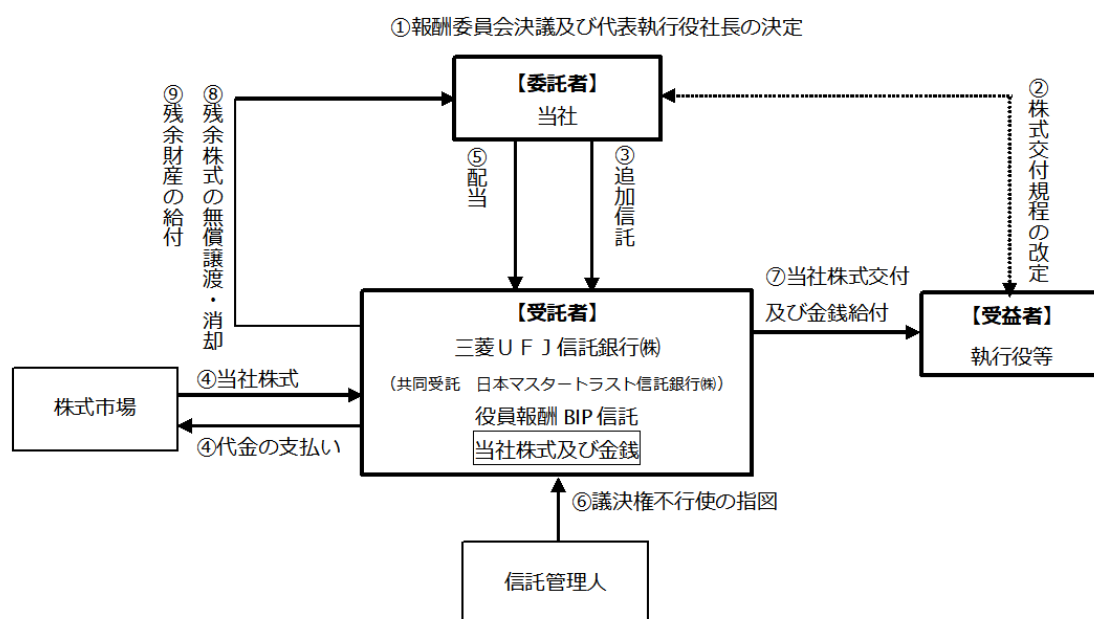 ①報酬委員会決議及び代表執行役社長の決定
【委託者】
当社
②株式交付規程の改定
⑨残余財産の給付
⑧残余株式の無償譲渡・消却
⑤配当
③追加信託
⑦当社株式交付
及び金銭給付
【受益者】
執行役等
【受託者】
三菱ＵＦＪ信託銀行㈱
（共同受託　日本マスタートラスト信託銀行㈱）
役員報酬 BIP 信託
当社株式及び金銭
株式市場
④当社株式
④代金の支払い
⑥議決権不行使の指図
信託管理人